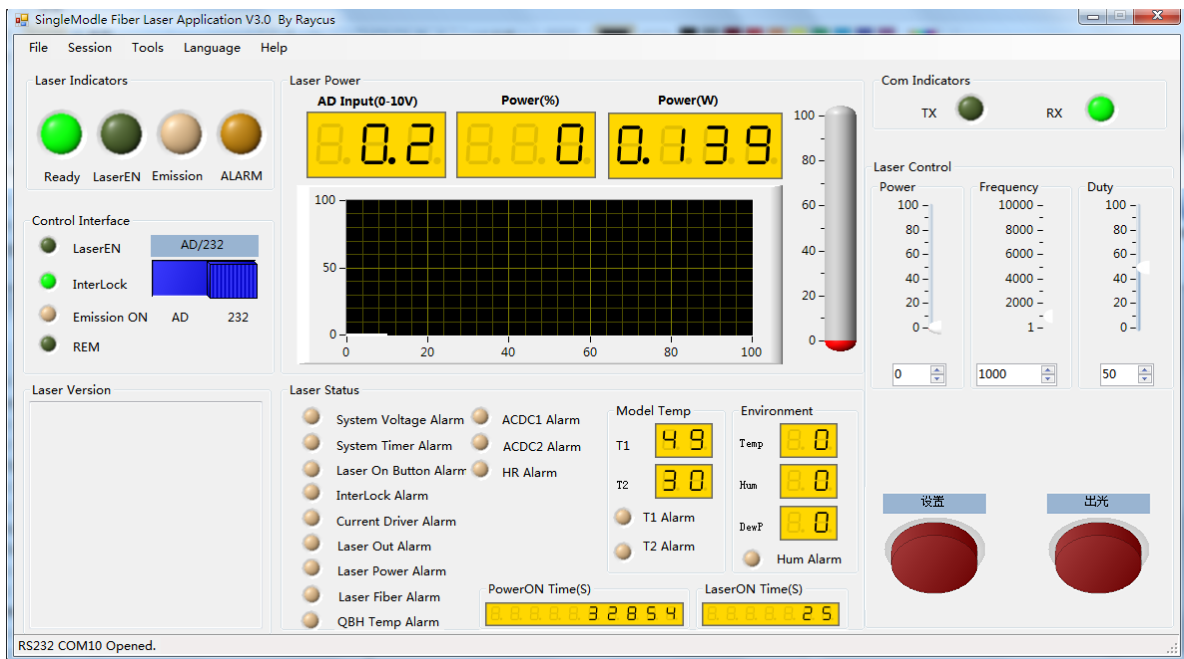 SingleModle Fiber Laser Application V3.0 By Raycus
File Session Tools Language Help
Laser Indicators
Ready LaserEN Emission ALARM
Control Interface
LaserEN
InterLock
Emission ON
REM
AD/232
AD 232
Laser Version
Laser Power
AD Input(0-10V) Power(%) Power(W)
0.2 0 0.139
100
50
0
0 20 40 60 80 100
100
80
60
40
20
0
Laser Status
System Voltage Alarm
System Timer Alarm
Laser On Button Alarm
InterLock Alarm
Current Driver Alarm
Laser Out Alarm
Laser Power Alarm
Laser Fiber Alarm
QBH Temp Alarm
ACDC1 Alarm
ACDC2 Alarm
HR Alarm
Model Temp
T1 49
T2 30
T1 Alarm
T2 Alarm
Environment
Temp 0
Hum 0
DewP 0
Hum Alarm
PowerON Time(S)
32854
LaserON Time(S)
25
Com Indicators
TX RX
Laser Control
Power
100
80
60
40
20
0
0
Frequency
10000
8000
6000
4000
2000
1
1000
Duty
100
80
60
40
20
0
50
设置
出光
RS232 COM10 Opened.